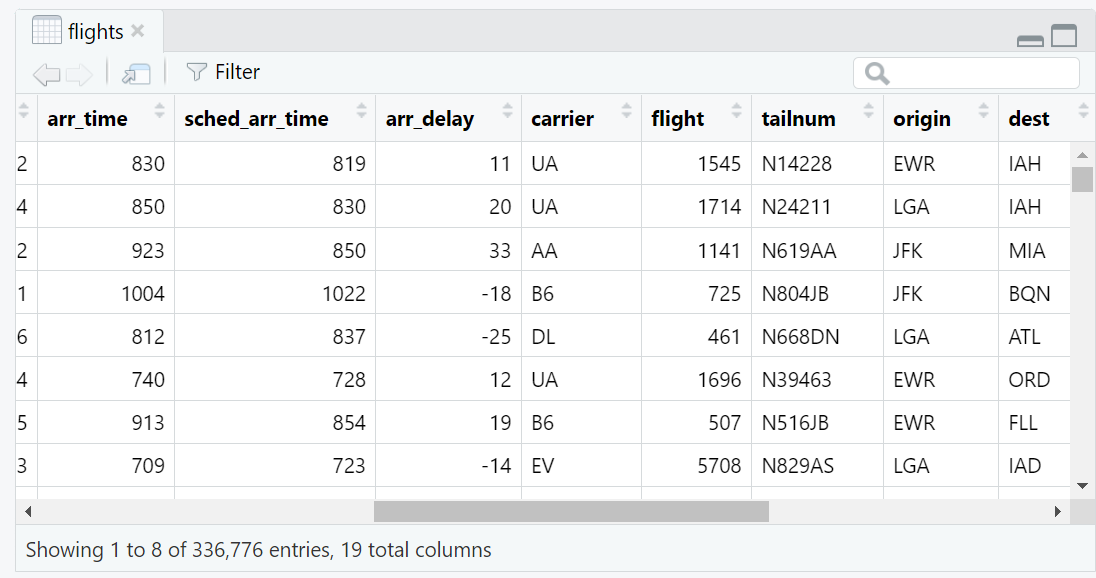 flights
Filter
arr_time sched_arr_time arr_delay carrier flight tailnum origin dest
2 830 819 11 UA 1545 N14228 EWR IAH
4 850 830 20 UA 1714 N24211 LGA IAH
2 923 850 33 AA 1141 N619AA JFK MIA
1 1004 1022 -18 B6 725 N804JB JFK BQN
6 812 837 -25 DL 461 N668DN LGA ATL
4 740 728 12 UA 1696 N39463 EWR ORD
5 913 854 19 B6 507 N516JB EWR FLL
3 709 723 -14 EV 5708 N829AS LGA IAD
Showing 1 to 8 of 336,776 entries, 19 total columns